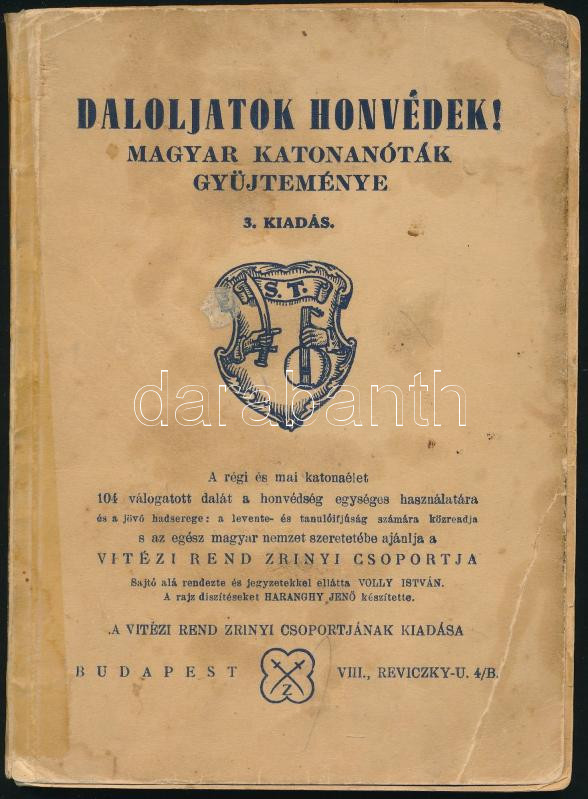 DALOLJATOK HONVÉDEK!
MAGYAR KATONANÓTÁK
GYÜJTEMÉNYE
3. KIADÁS.
S. T.
darabanth
A régi és mai katonaélet
104 válogatott dalát a honvédség egységes használatára
és a jövő hadserege: a levente- és tanulóifjúság számára közreadja
s az egész magyar nemzet szeretetébe ajánlja a
VITÉZI REND ZRINYI CSOPORTJA
Sajtó alá rendezte és jegyzetekkel ellátta VOLLY ISTVÁN.
A rajz díszítéseket HARANGHY JENŐ készítette.
A VITÉZI REND ZRINYI CSOPORTJÁNAK KIADÁSA
BUDAPEST Z VIII., REVICZKY-U. 4/B.